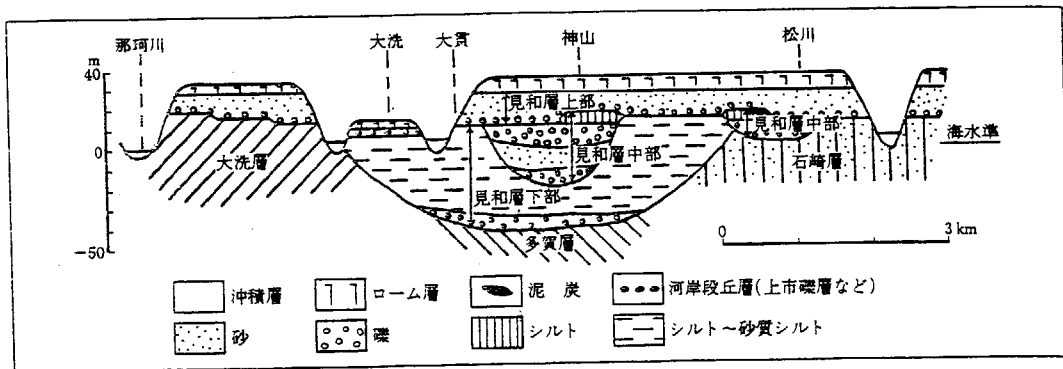 那珂川 大洗 大貫 神山 松川
m
40
0
-50
見和層上部
見和層中部
見和層中部
見和層下部
大洗層
多賀層
石崎層
海水準
0 3 km
沖積層 ローム層 泥炭 河岸段丘層(上市礫層など)
砂 礫 シルト シルト～砂質シルト